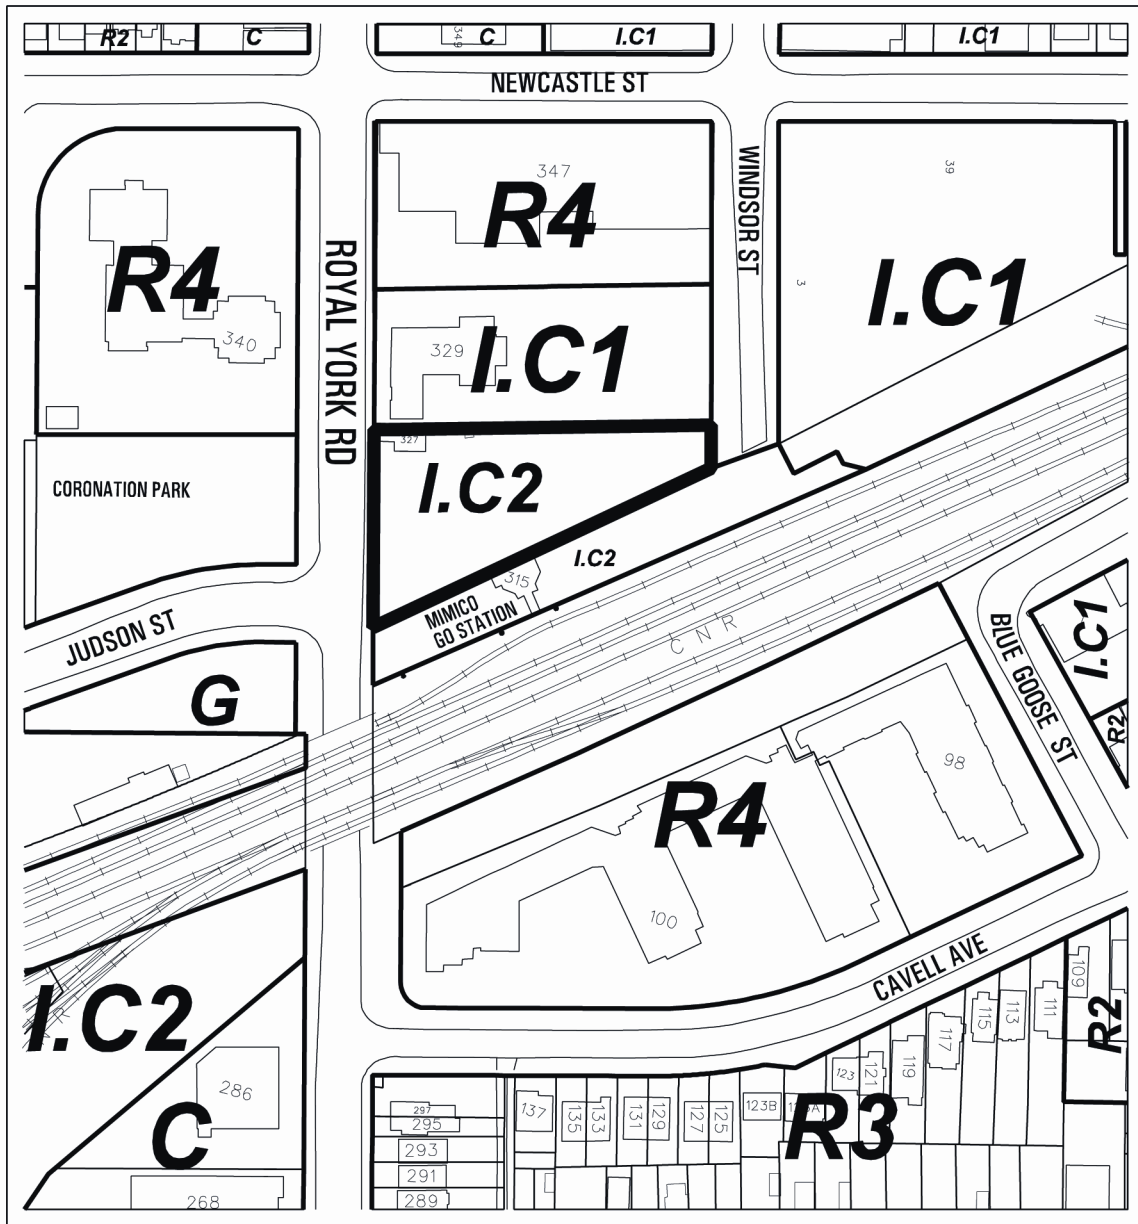 R2
C
349
C
I.C1
I.C1
NEWCASTLE ST
R4
340
ROYAL YORK RD
347
R4
WINDSOR ST
39
3
I.C1
329
I.C1
327
I.C2
CORONATION PARK
I.C2
315
MIMICO
GO STATION
JUDSON ST
C N R
G
BLUE GOOSE ST
I.C1
R2
98
R4
100
CAVELL AVE
I.C2
286
C
268
297
295
293
291
289
137
135
133
131
129
127
125
123B
123
121
119
117
115
113
111
109
R2
R3